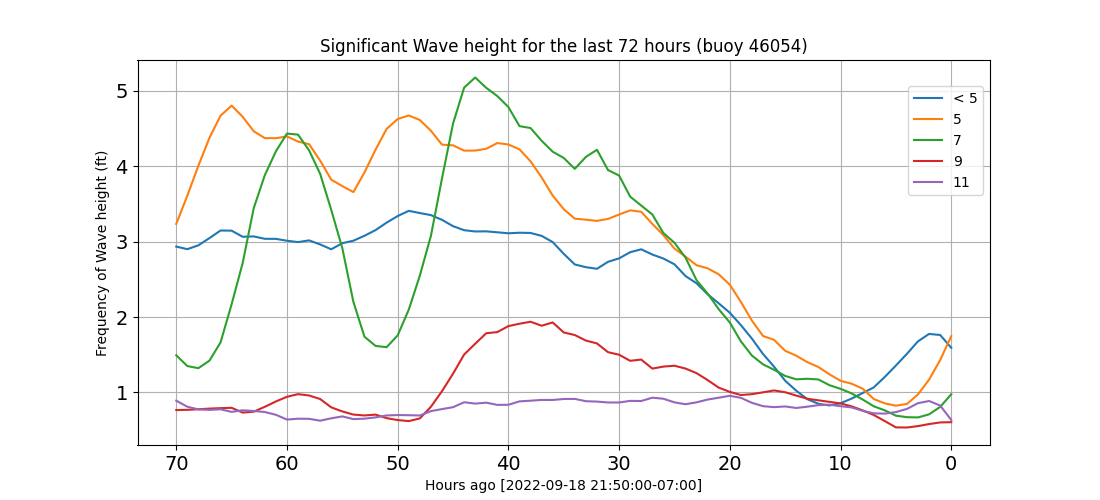 Significant Wave height for the last 72 hours (buoy 46054)
Frequency of Wave height (ft)
5
4
3
2
1
< 5
5
7
9
11
70 60 50 40 30 20 10 0
Hours ago [2022-09-18 21:50:00-07:00]